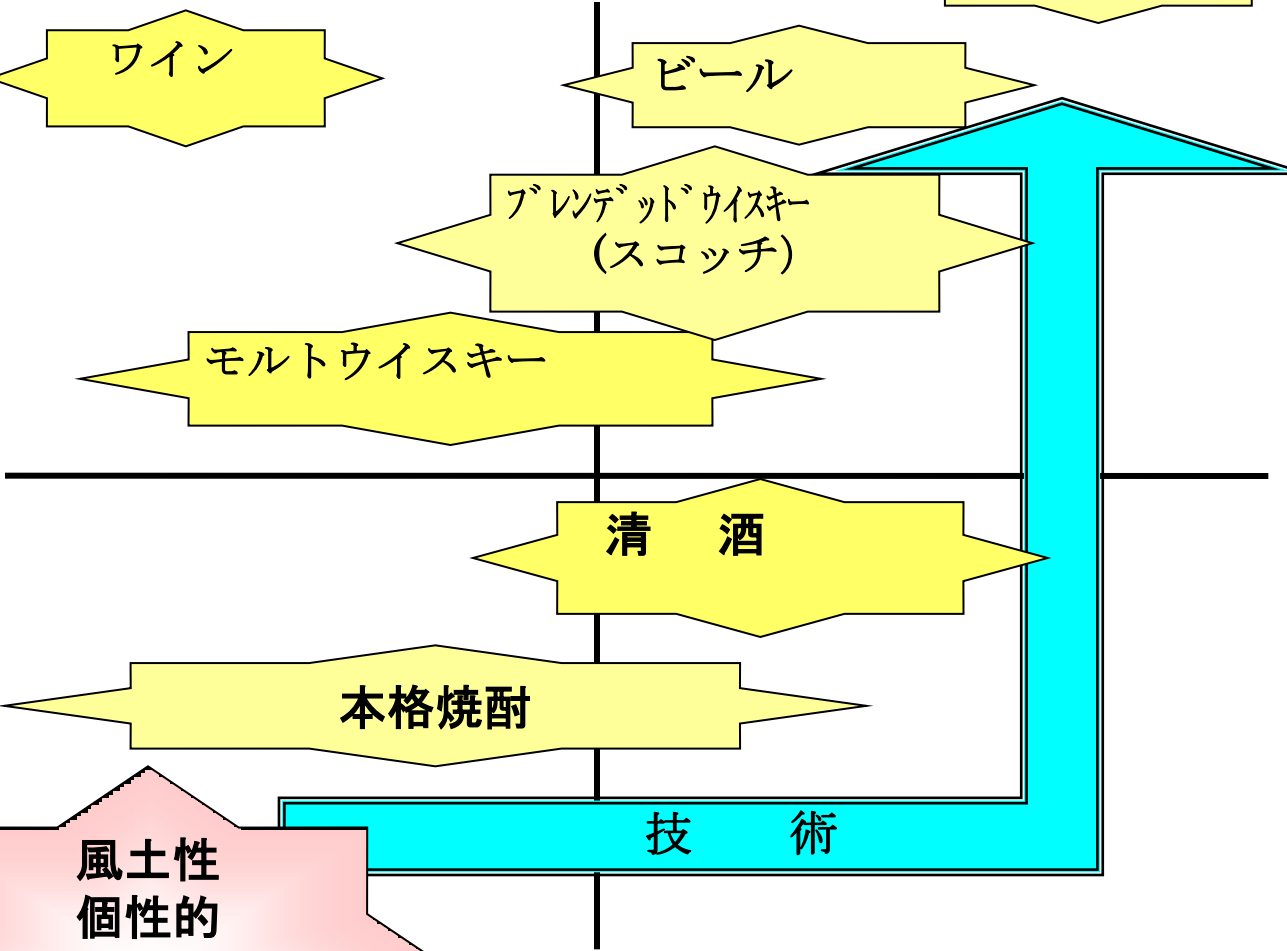 ワイン
ビール
ブレンデッドウイスキー
(スコッチ)
モルトウイスキー
清　酒
本格焼酎
技　術
風土性
個性的